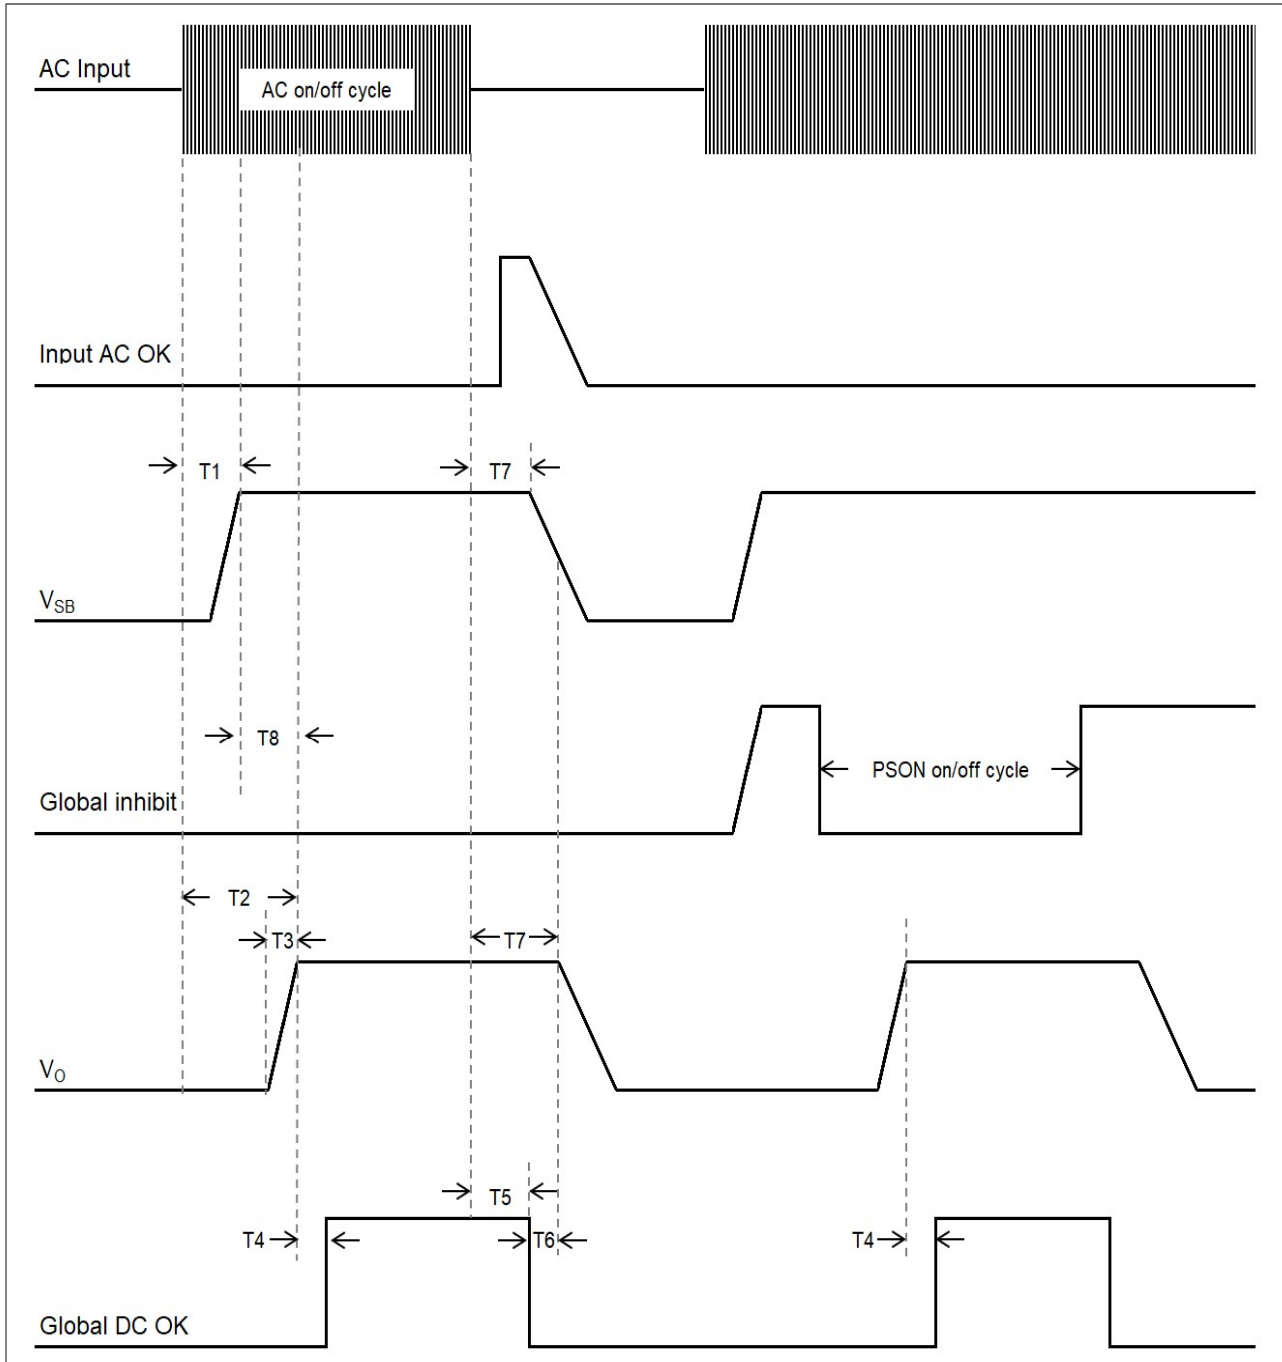 AC Input
AC on/off cycle
Input AC OK
T1
T7
VSB
T8
PSON on/off cycle
Global inhibit
T2
T3
T7
VO
T5
T4
T6
T4
Global DC OK